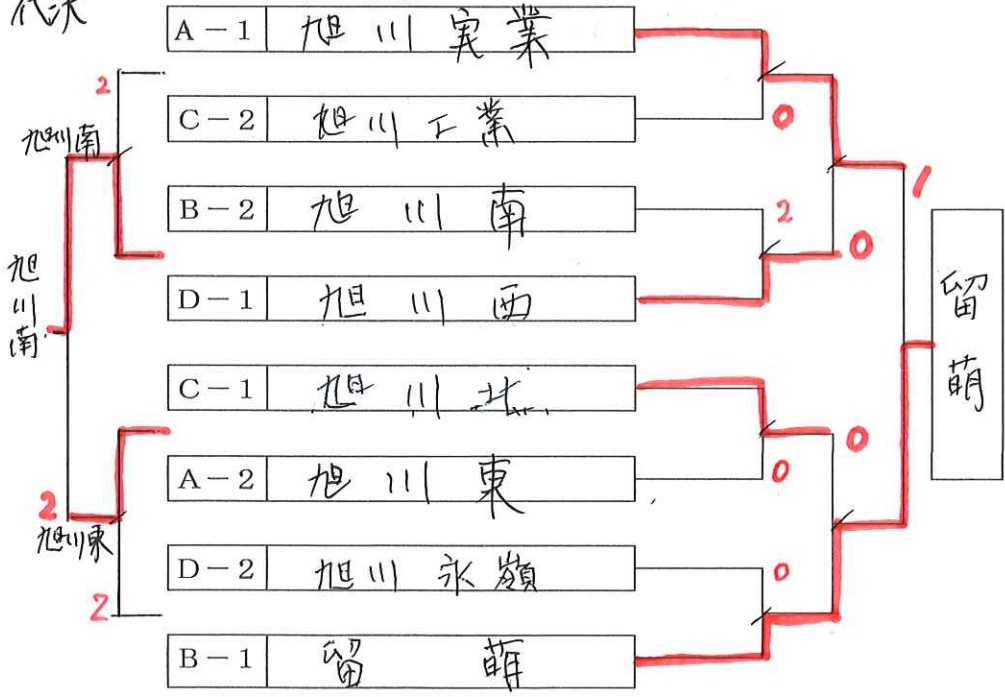 代決
A-1 旭川実業
2
C-2 旭川工業
0
旭川南
B-2 旭川南
2
1
0
D-1 旭川西
旭川南
留萌
C-1 旭川北
0
A-2 旭川東
0
2
旭川東
D-2 旭川永嶺
0
2
B-1 留萌